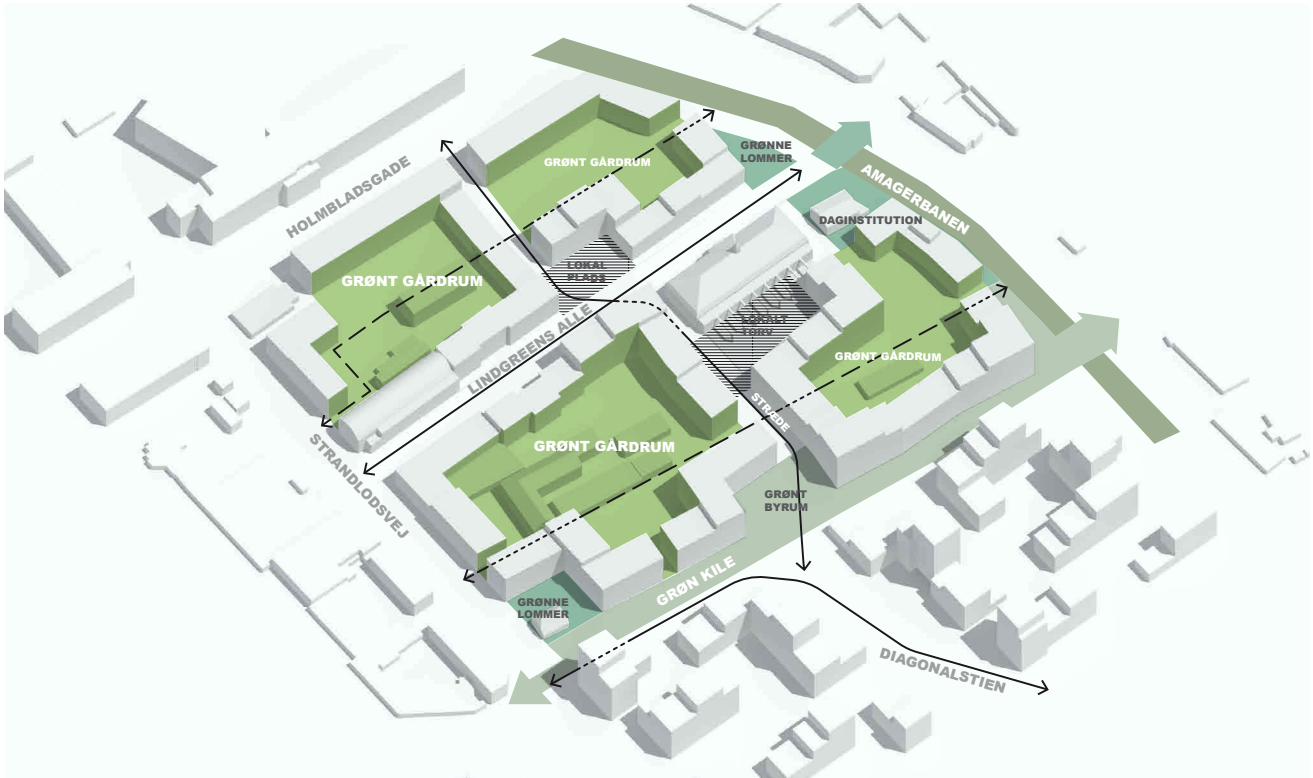 GRØNNE
LOMMER
GRØNT GÅRDRUM
HOLMBLADSGADE
AMAGERBANEN
DAGINSTITUTION
LOKAL
PLADS
GRØNT GÅRDRUM
LOKALT
TORV
LINDGREENS ALLE
GRØNT GÅRDRUM
STRÆDE
GRØNT GÅRDRUM
STRANDLODSVEJ
GRØNT
BYRUM
GRØN KILE
GRØNNE
LOMMER
DIAGONALSTIEN